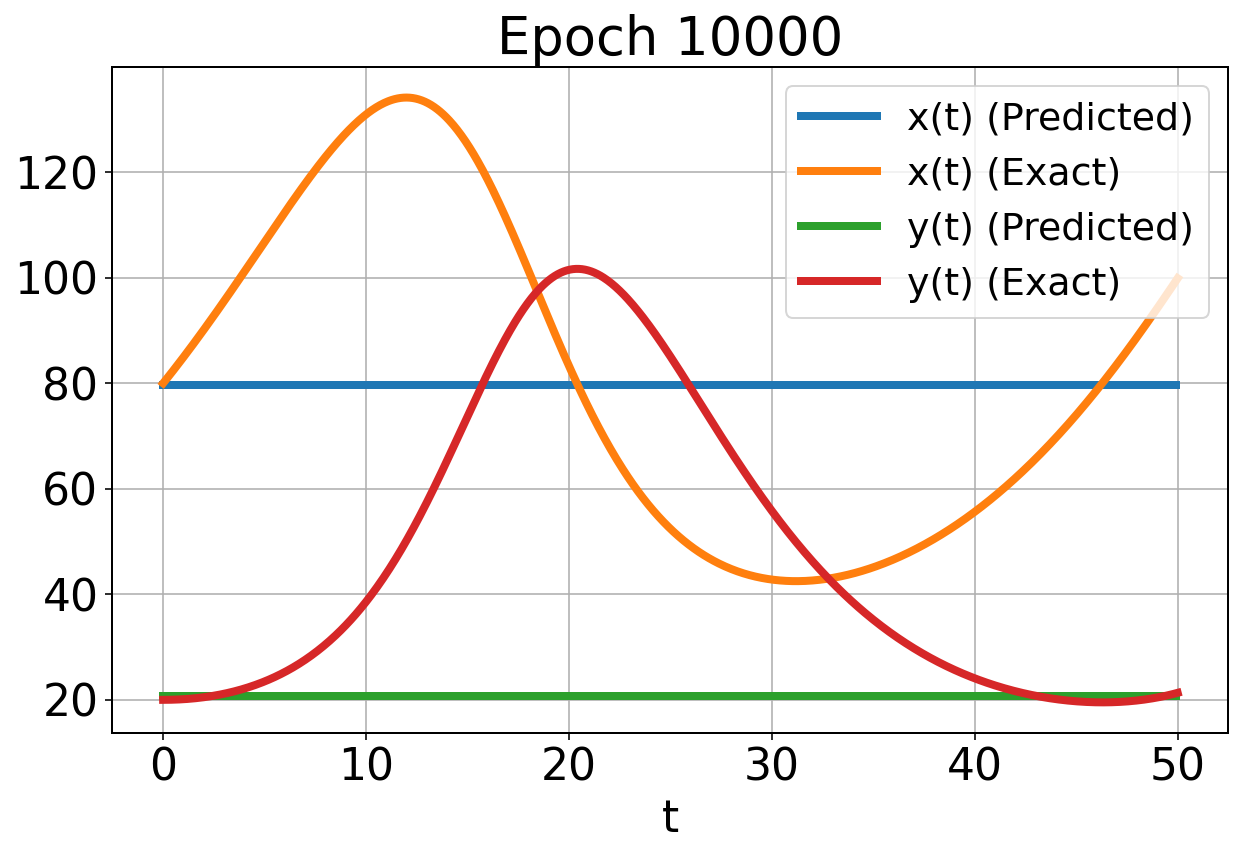 Epoch 10000
x(t) (Predicted)
x(t) (Exact)
y(t) (Predicted)
y(t) (Exact)
120
100
80
60
40
20
0 10 20 30 40 50
t